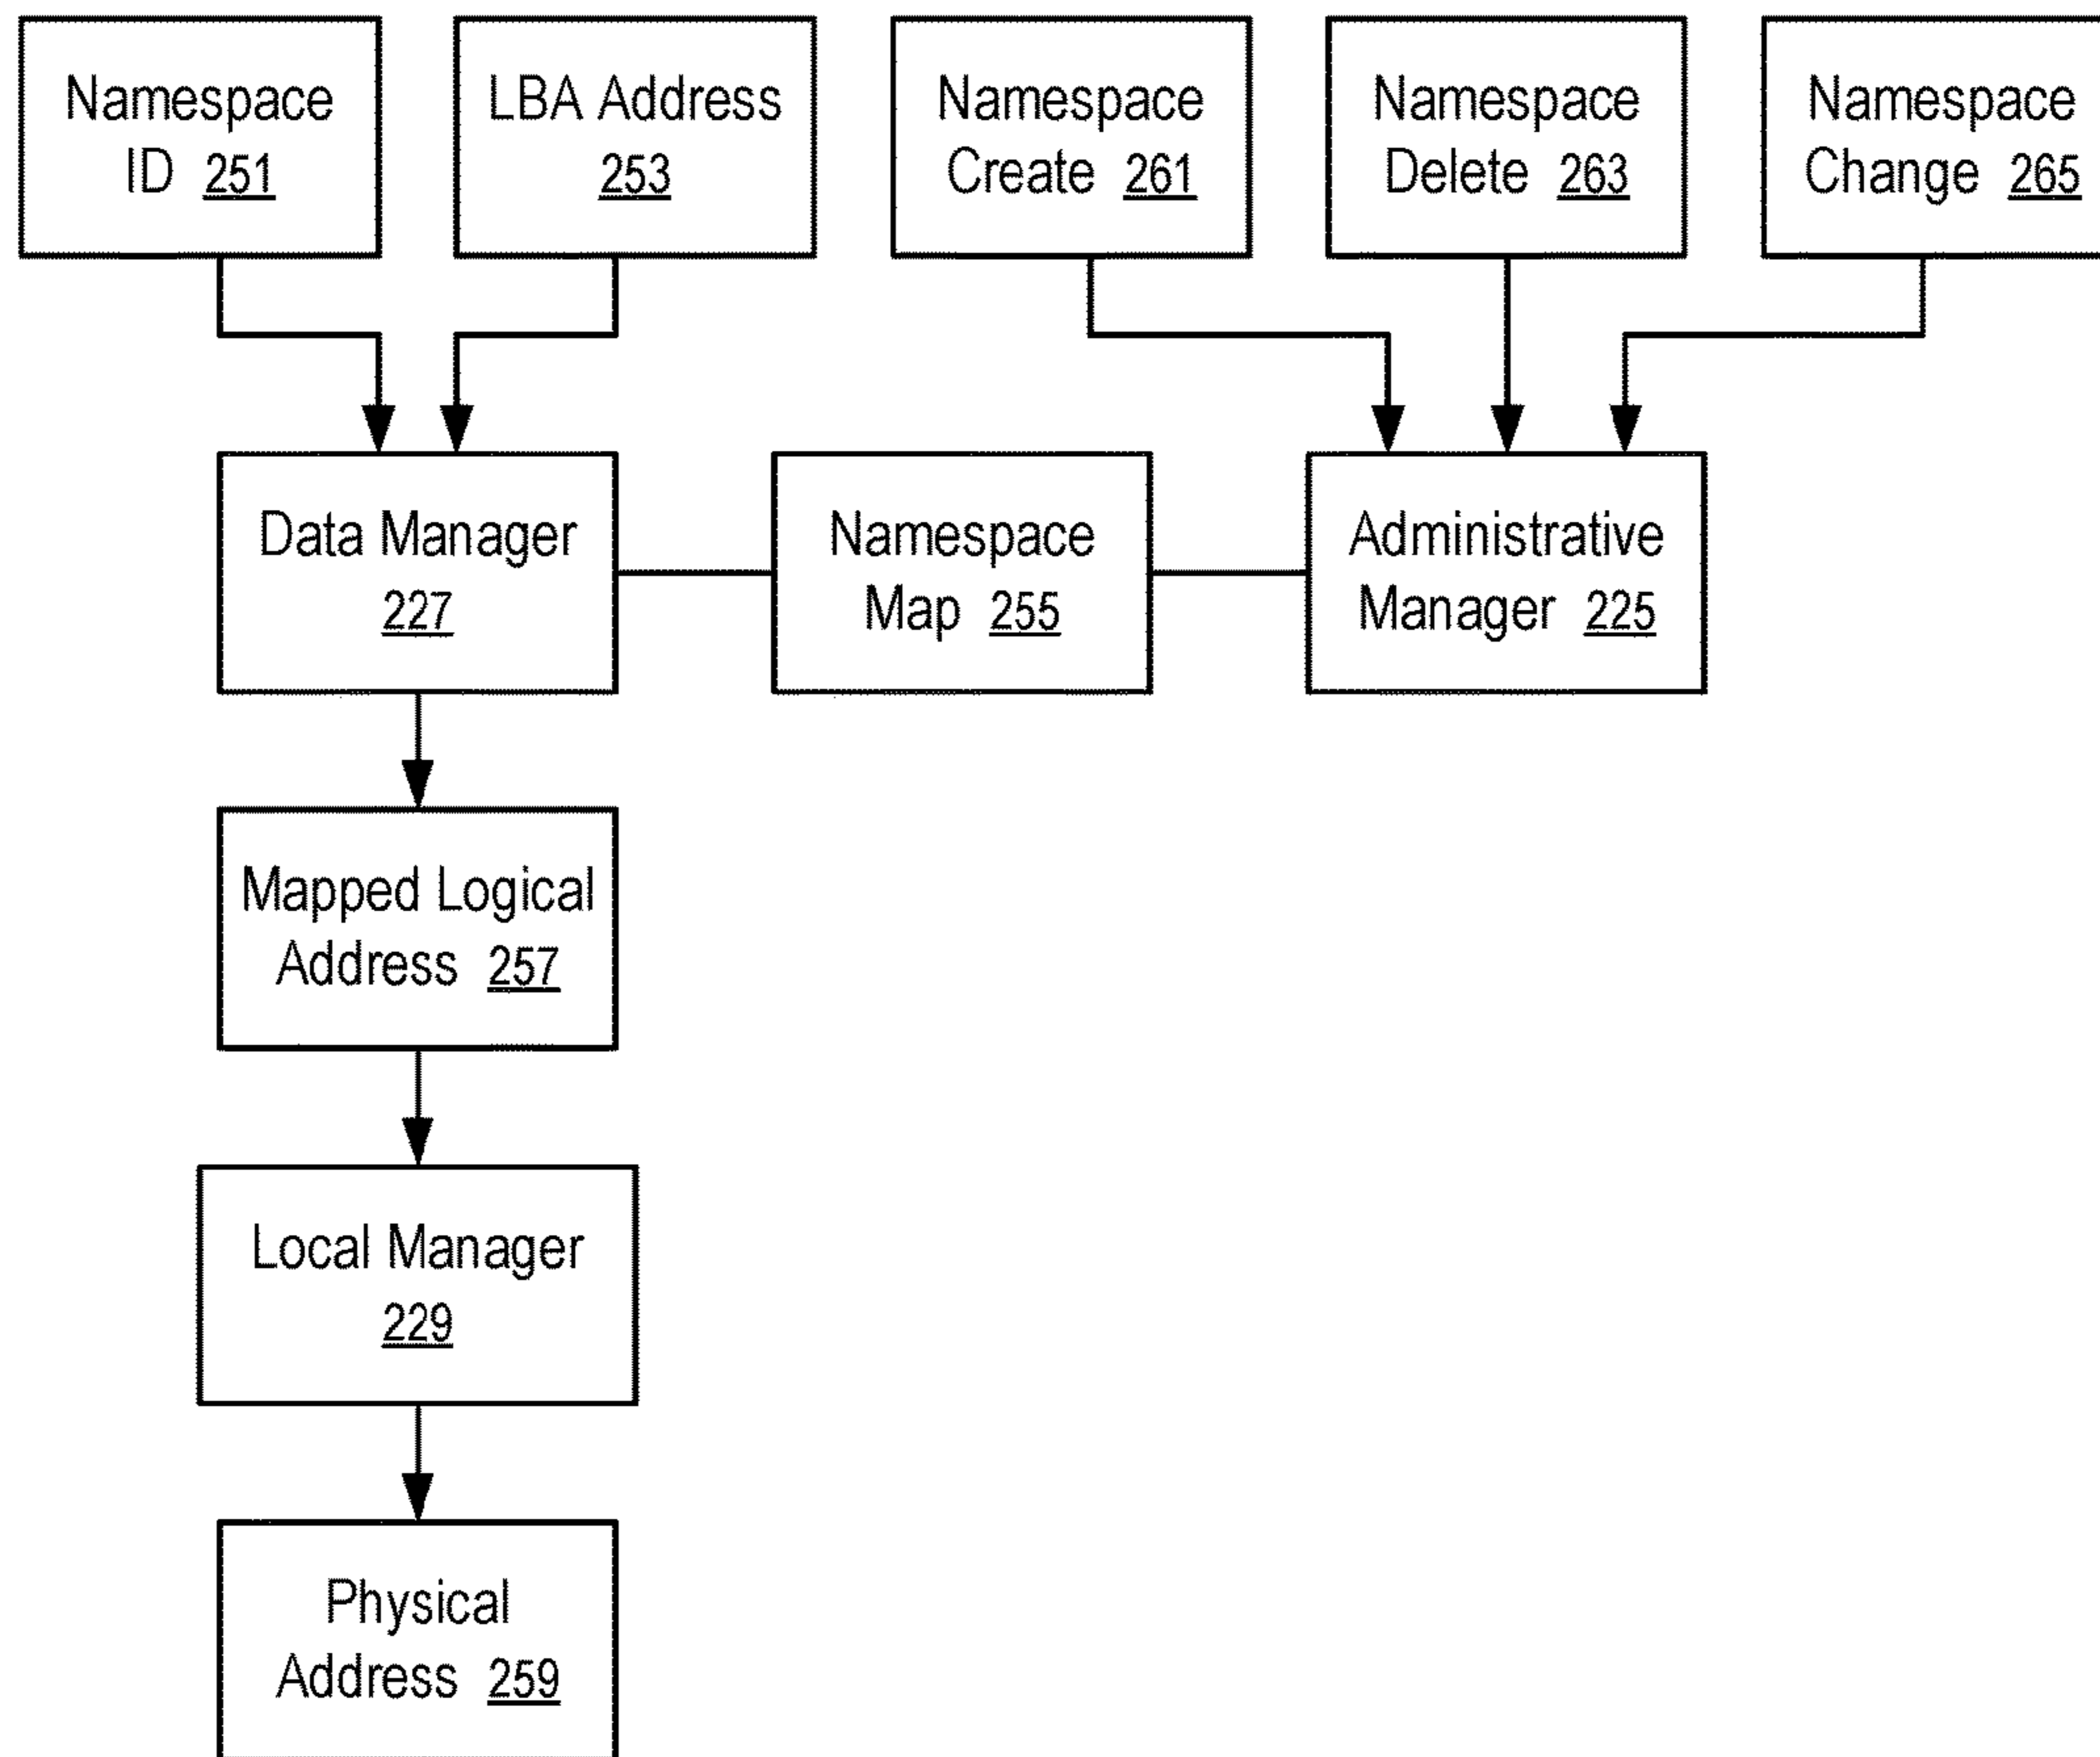 Namespace
ID 251
LBA Address
253
Namespace
Create 261
Namespace
Delete 263
Namespace
Change 265
Data Manager
227
Namespace
Map 255
Administrative
Manager 225
Mapped Logical
Address 257
Local Manager
229
Physical
Address 259